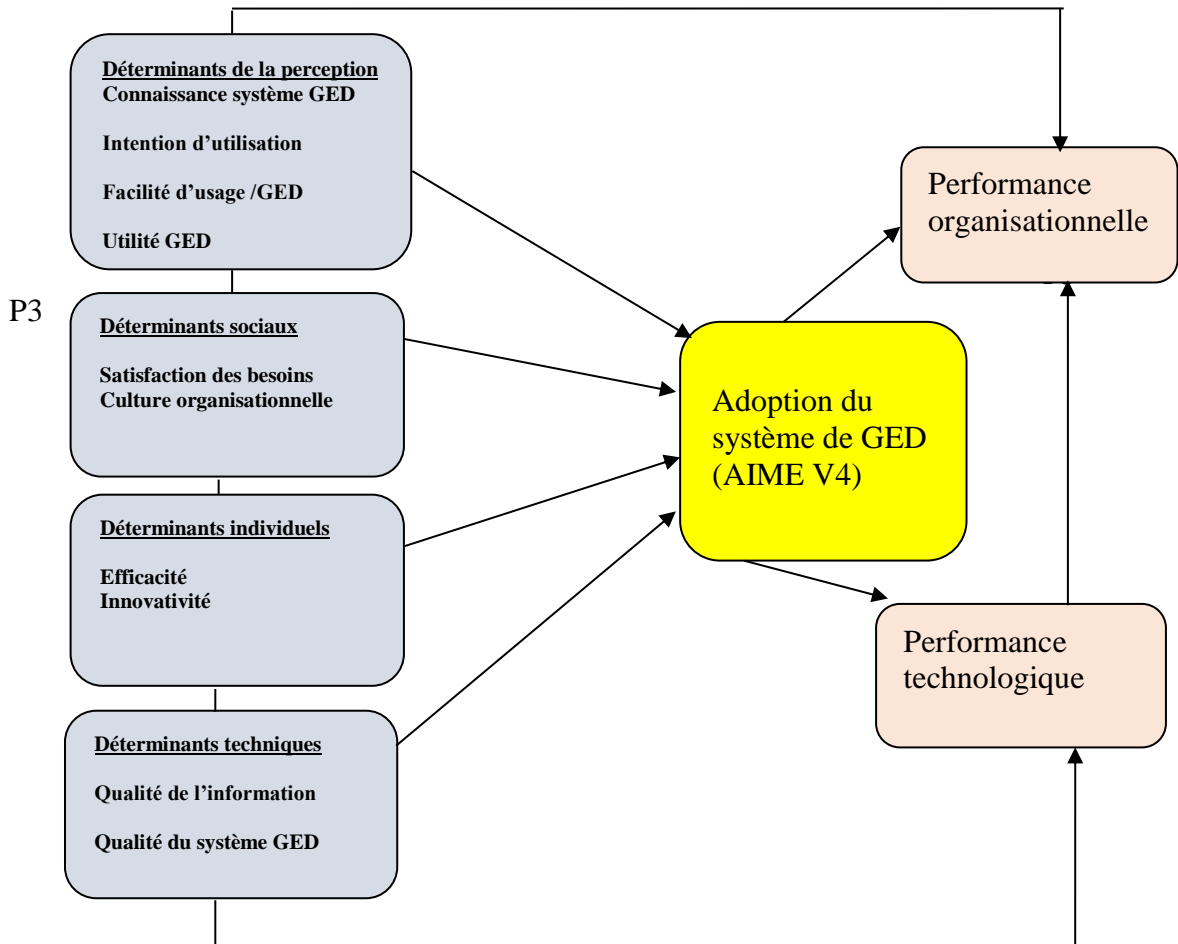 Déterminants de la perception
Connaissance système GED
Intention d’utilisation
Facilité d’usage /GED
Utilité GED
P3
Déterminants sociaux
Satisfaction des besoins
Culture organisationnelle
Déterminants individuels
Efficacité
Innovativité
Déterminants techniques
Qualité de l’information
Qualité du système GED
Adoption du
système de GED
(AIME V4)
Performance
organisationnelle
Performance
technologique